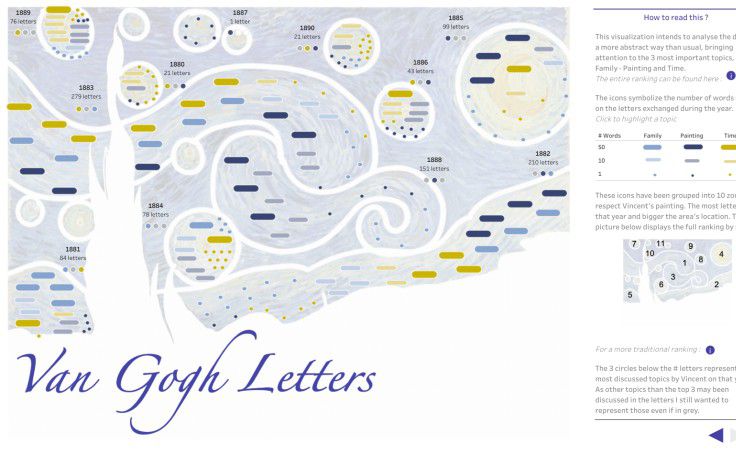 1889
76 letters
1887
1 letter
1890
21 letters
1885
99 letters
1880
21 letters
1886
43 letters
1883
279 letters
1888
151 letters
1882
210 letters
1884
78 letters
1881
84 letters
Van Gogh Letters
How to read this ?
This visualization intends to analyse the
a more abstract way than usual, bringing
attention to the 3 most important topics,
Family - Painting and Time.
The entire ranking can be found here : i
The icons symbolize the number of words
on the letters exchanged during the year.
Click to highlight a topic
# Words Family Painting Time
50
10
1
These icons have been grouped into 10 zo
respect Vincent's painting. The most lette
that year and bigger the area's location. T
picture below displays the full ranking by
7 11 9
10 8 4
1
3
6 2
5
For a more traditional ranking : i
The 3 circles below the # letters represent
most discussed topics by Vincent on that y
As other topics than the top 3 may been
discussed in the letters I still wanted to
represent those even if in grey.